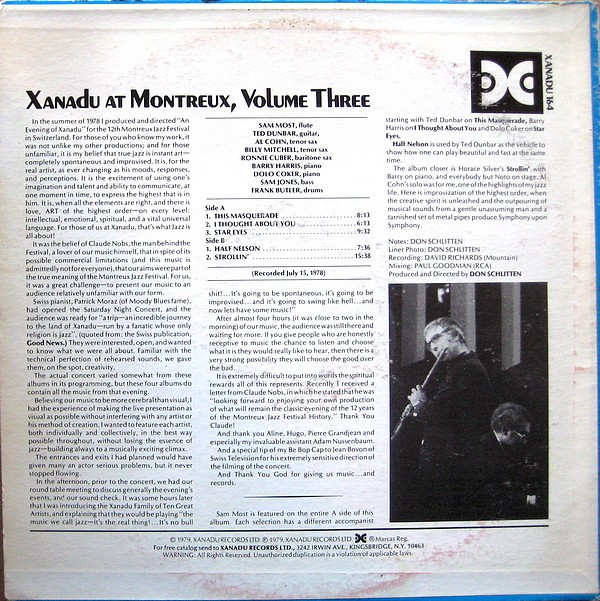 XANADU 164
XANADU AT MONTREUX, VOLUME THREE
In the summer of 1978 I produced and directed "An
Evening of Xanadu" for the 12th Montreux Jazz Festival
in Switzerland. For those of you who know my work, it
was not unlike my other productions; and for those
unfamiliar, it is my belief that true jazz is instant art—
completely spontaneous and improvised. It is, for the
real artist, as ever changing as his moods, responses,
and perceptions. It is the excitement of using one's
imagination and talent and ability to communicate, at
one moment in time, to express the highest that is in
him. It is, when all the elements are right, and there is
love, ART of the highest order—on every level:
intellectual, emotional, spiritual, and a vital universal
language. For those of us at Xanadu, that's what Jazz is
all about!
It was the belief of Claude Nobs, the man behind the
Festival, a lover of our music himself, that in spite of its
possible commercial limitations (and this music is
admittedly not for everyone), that our aims were part of
the true meaning of the Montreux Jazz Festival. For us,
it was a great challenge—to present our music to an
audience relatively unfamiliar with our form.
Swiss pianist, Patrick Moraz (of Moody Blues fame),
had opened the Saturday Night Concert, and the
audience was ready for "a trip—an incredible journey
to the land of Xanadu—run by a fanatic whose only
religion is jazz". (quoted from: the Swiss publication,
Good News.) They were interested, open, and wanted
to know what we were all about. Familiar with the
technical perfection of rehearsed sounds, we gave
them, on the spot, creativity.
The actual concert varied somewhat from these
albums in its programming, but these four albums do
contain all the music from that evening.
Believing our music to be more cerebral than visual, I
had the experience of making the live presentation as
visual as possible without interfering with any artist or
his method of creation. I wanted to feature each artist,
both individually and collectively, in the best way
possible throughout, without losing the essence of
jazz—building always to a musically exciting climax.
The entrances and exits I had planned would have
given many an actor serious problems, but it never
stopped flowing.
In the afternoon, prior to the concert, we had our
round table meeting to discuss generally the evening's
events, and our sound check. It was some hours later
that I was introducing the Xanadu Family of Ten Great
Artists, and explaining that they would be playing "the
music we call jazz—it's the real thing!...It's no bull
SAM MOST, flute
TED DUNBAR, guitar,
AL COHN, tenor sax
BILLY MITCHELL, tenor sax
RONNIE CUBER, baritone sax
BARRY HARRIS, piano
DOLO COKER, piano
SAM JONES, bass
FRANK BUTLER, drums
Side A
1. THIS MASQUERADE....8:13
2. I THOUGHT ABOUT YOU....6:13
3. STAR EYES....9:32
Side B
1. HALF NELSON....7:36
2. STROLLIN'....15:38
(Recorded July 15, 1978)
shit!...It's going to be spontaneous, it's going to be
improvised...and it's going to swing like hell...and
now lets have some music!"
After almost four hours (it was close to two in the
morning) of our music, the audience was still there and
waiting for more. If you give people who are honestly
receptive to music the chance to listen and choose
what it is they would really like to hear, then there is a
very strong possibility they will choose the good over
the bad.
It is extremely difficult to put into words the spiritual
rewards all of this represents. Recently I received a
letter from Claude Nobs, in which he stated that he was
"looking forward to enjoying your own production
of what will remain the classic evening of the 12 years
of the Montreux Jazz Festival History." Thank You
Claude!
And thank you Aline, Hugo, Pierre Grandjean and
especially my invaluable assistant Adam Nussenbaum.
And a special tip of my Be Bop Cap to Jean Bovon of
Swiss Television for his extremely sensitive direction of
the filming of the concert.
And Thank You God for giving us music...and
records.
Sam Most is featured on the entire A side of this
album. Each selection has a different accompanist
starting with Ted Dunbar on This Masquerade, Barry
Harris on I Thought About You and Dolo Coker on Star
Eyes.
Half Nelson is used by Ted Dunbar as the vehicle to
show how one can play beautiful and fast at the same
time.
The album closer is Horace Silver's Strollin' with
Barry on piano, and everybody but Noto on stage. Al
Cohn's solo was for me, one of the highlights of my jazz
life. Here is improvization of the highest order, when
the creative spirit is unleashed and the outpouring of
musical sounds from a gentle unassuming man and a
tarnished set of metal pipes produce Symphony upon
Symphony.
Notes: DON SCHLITTEN
Liner Photo: DON SCHLITTEN
Recording: DAVID RICHARDS (Mountain)
Mixing: PAUL GOODMAN (RCA)
Produced and Directed by DON SCHLITTEN
© 1979, XANADU RECORDS LTD. ℗ 1979, XANADU RECORDS LTD. ® Marcas Reg.
For free catalog send to XANADU RECORDS LTD., 3242 IRWIN AVE., KINGSBRIDGE, N.Y. 10463
WARNING: All Rights Reserved. Unauthorized duplication is a violation of applicable laws.